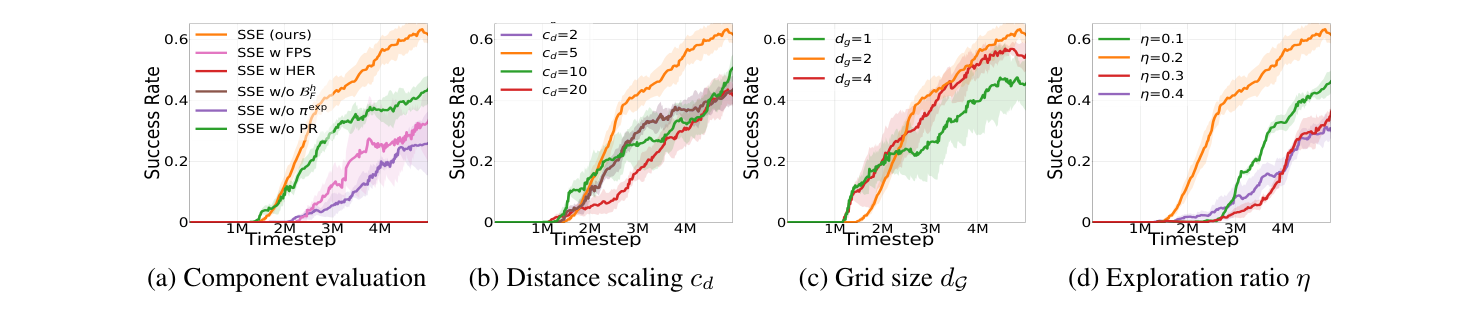 Success Rate
0.6
0.4
0.2
0
1M
2M
3M
4M
Timestep
SSE (ours)
SSE w FPS
SSE w HER
SSE w/o 𝓑_F^h
SSE w/o π^exp
SSE w/o PR
(a) Component evaluation
Success Rate
0.6
0.4
0.2
0
1M
2M
3M
4M
Timestep
c_d=2
c_d=5
c_d=10
c_d=20
(b) Distance scaling c_d
Success Rate
0.6
0.4
0.2
0
1M
2M
3M
4M
Timestep
d_g=1
d_g=2
d_g=4
(c) Grid size d_𝒢
Success Rate
0.6
0.4
0.2
0
1M
2M
3M
4M
Timestep
η=0.1
η=0.2
η=0.3
η=0.4
(d) Exploration ratio η